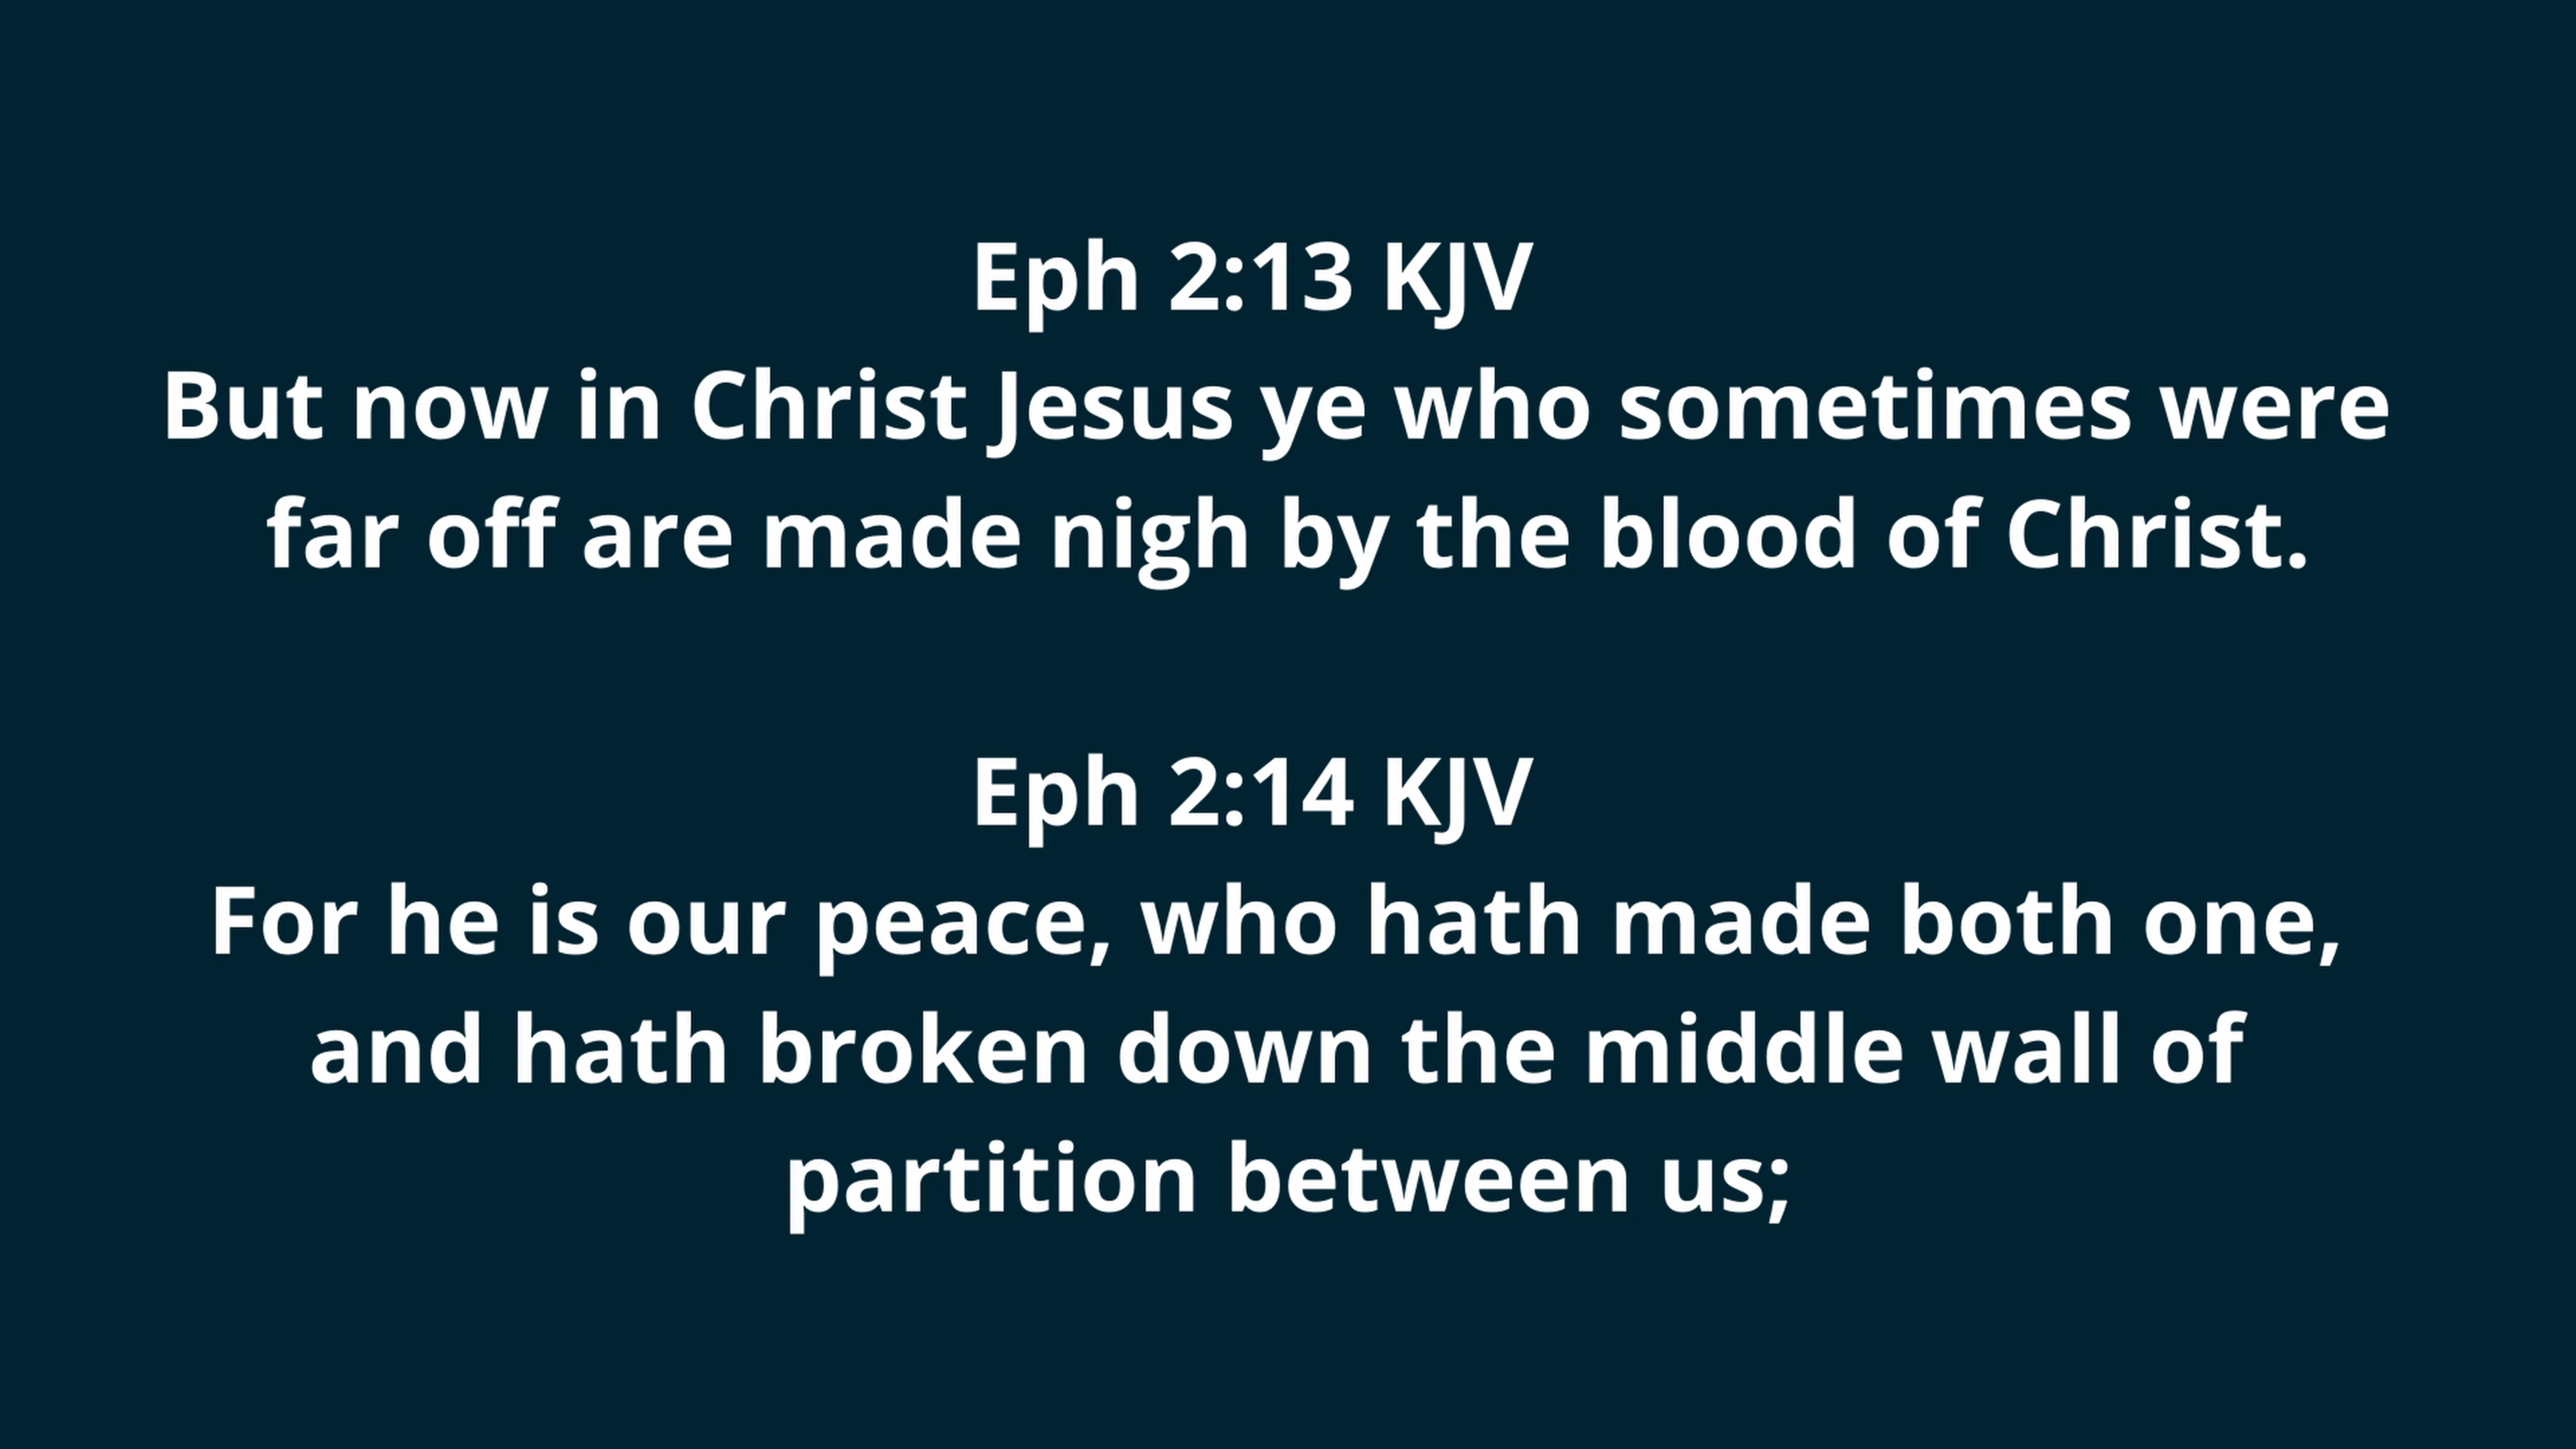 Eph 2:13 KJV
But now in Christ Jesus ye who sometimes were
far off are made nigh by the blood of Christ.
Eph 2:14 KJV
For he is our peace, who hath made both one,
and hath broken down the middle wall of
partition between us;